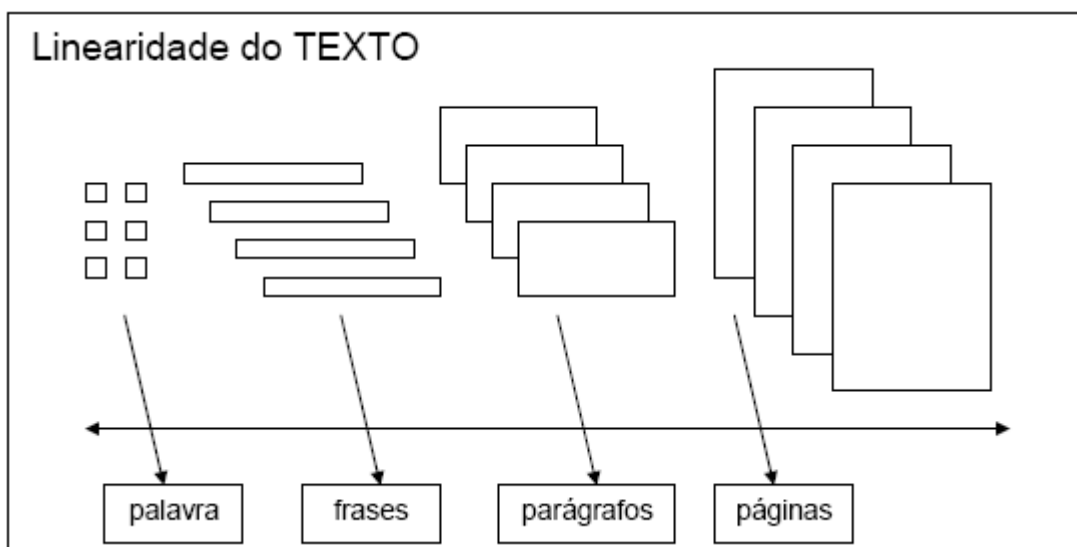 Linearidade do TEXTO
palavra
frases
parágrafos
páginas